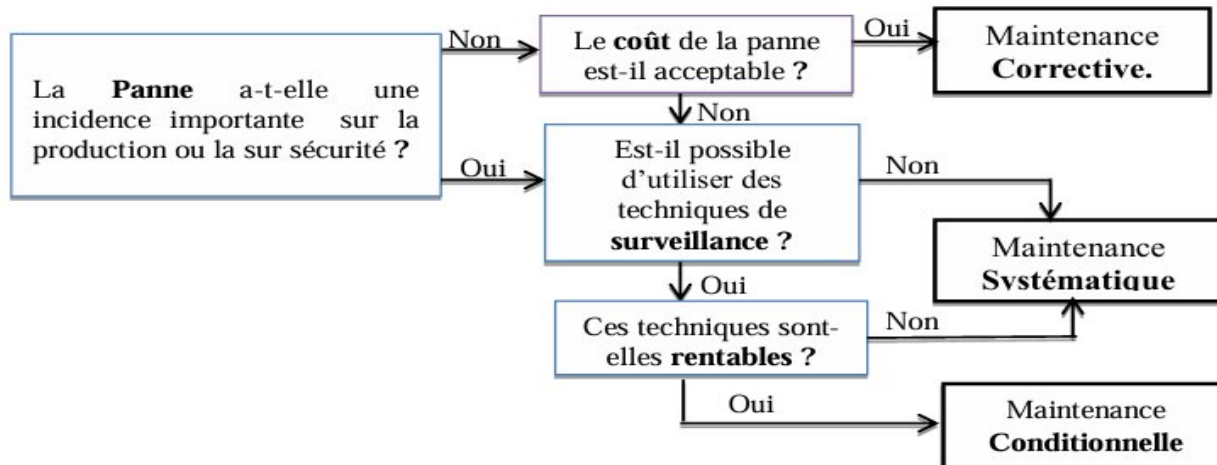 Non
Le coût de la panne
est-il acceptable ?
Oui
Maintenance
Corrective.
La Panne a-t-elle une
incidence importante sur la
production ou la sur sécurité ?
Non
Oui
Est-il possible
d'utiliser des
techniques de
surveillance ?
Non
Maintenance
Systématique
Oui
Ces techniques sont-
elles rentables ?
Non
Oui
Maintenance
Conditionnelle